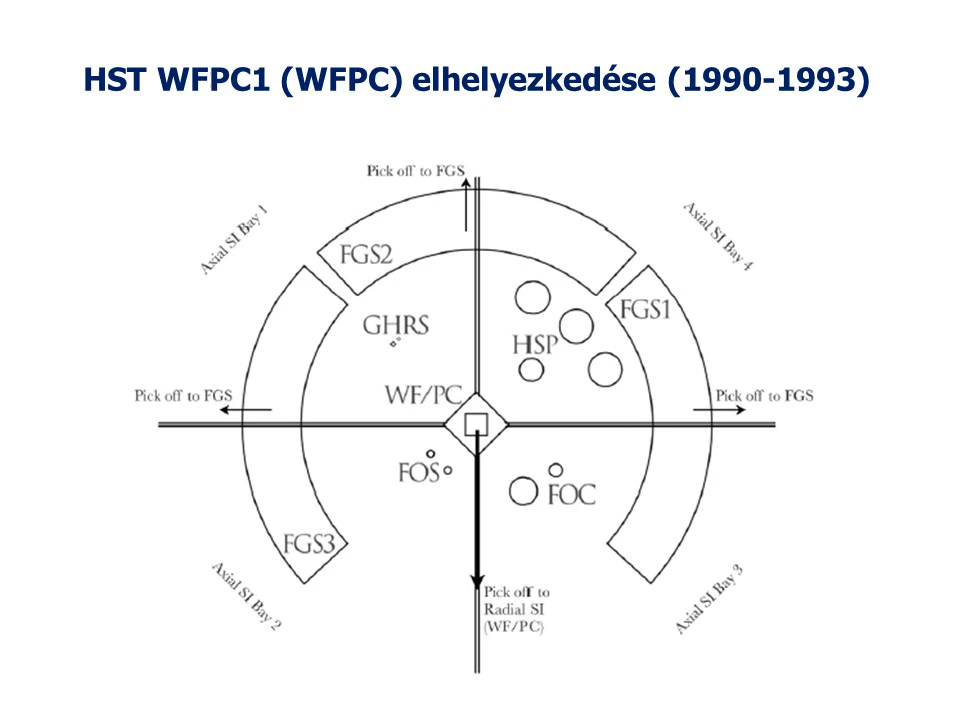 HST WFPC1 (WFPC) elhelyezkedése (1990-1993)
Pick off to FGS
Axial SI Bay 1
Axial SI Bay 4
FGS2
FGS1
GHRS
HSP
WF/PC
Pick off to FGS
Pick off to FGS
FOS
FOC
FGS3
Axial SI Bay 2
Axial SI Bay 3
Pick off to
Radial SI
(WF/PC)